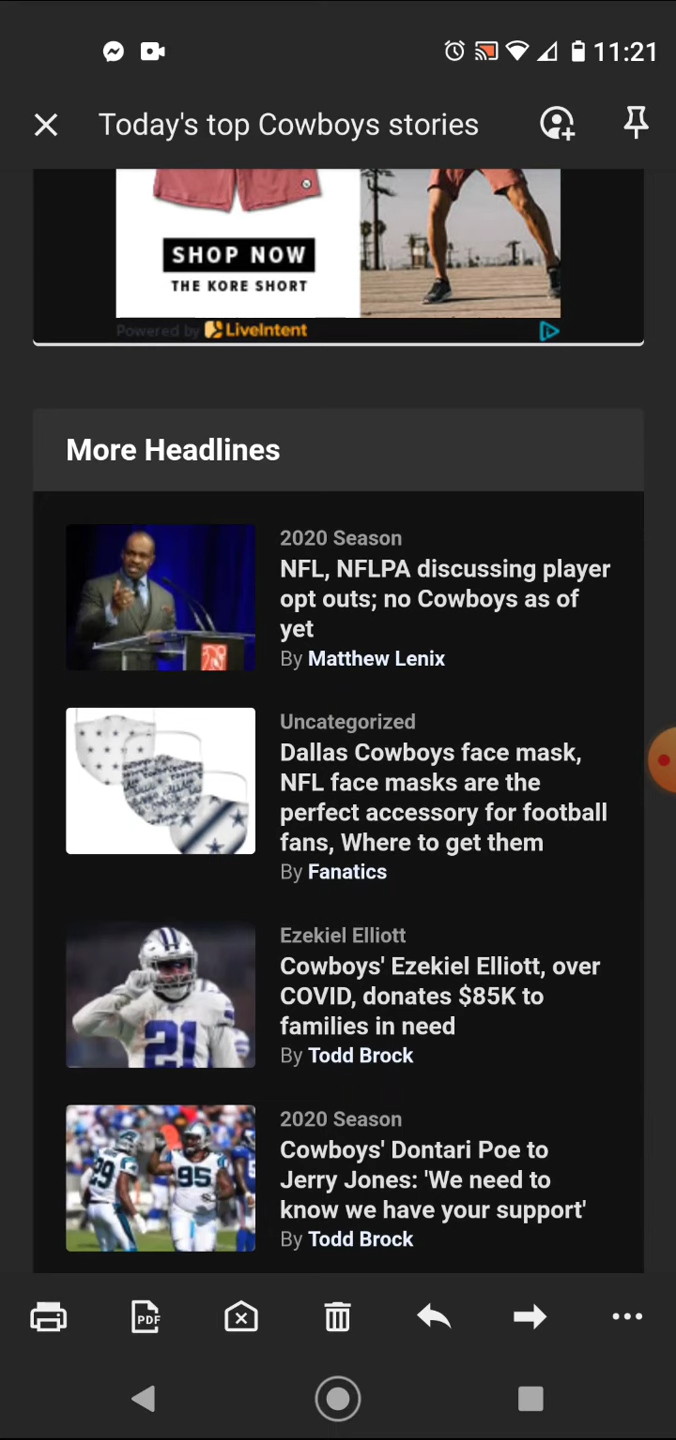 11:21
Today's top Cowboys stories
SHOP NOW
THE KORE SHORT
Powered by LiveIntent
More Headlines
2020 Season
NFL, NFLPA discussing player
opt outs; no Cowboys as of
yet
By Matthew Lenix
Uncategorized
Dallas Cowboys face mask,
NFL face masks are the
perfect accessory for football
fans, Where to get them
By Fanatics
Ezekiel Elliott
Cowboys' Ezekiel Elliott, over
COVID, donates $85K to
families in need
By Todd Brock
21
2020 Season
Cowboys' Dontari Poe to
Jerry Jones: 'We need to
know we have your support'
By Todd Brock
29
95
PDF